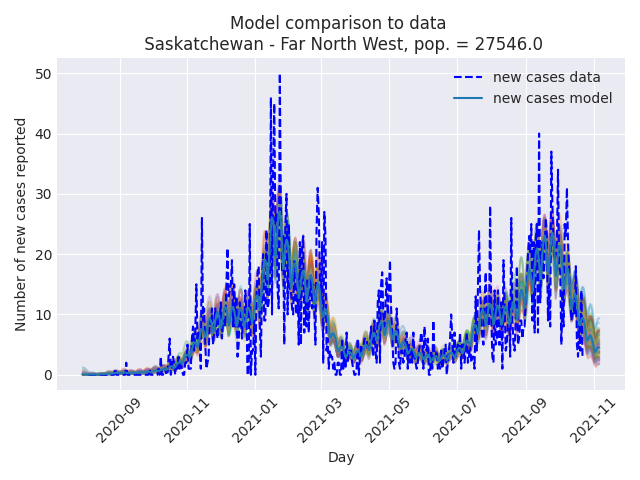 Model comparison to data
Saskatchewan - Far North West, pop. = 27546.0
new cases data
new cases model
Number of new cases reported
50
40
30
20
10
0
2020-09
2020-11
2021-01
2021-03
2021-05
2021-07
2021-09
2021-11
Day